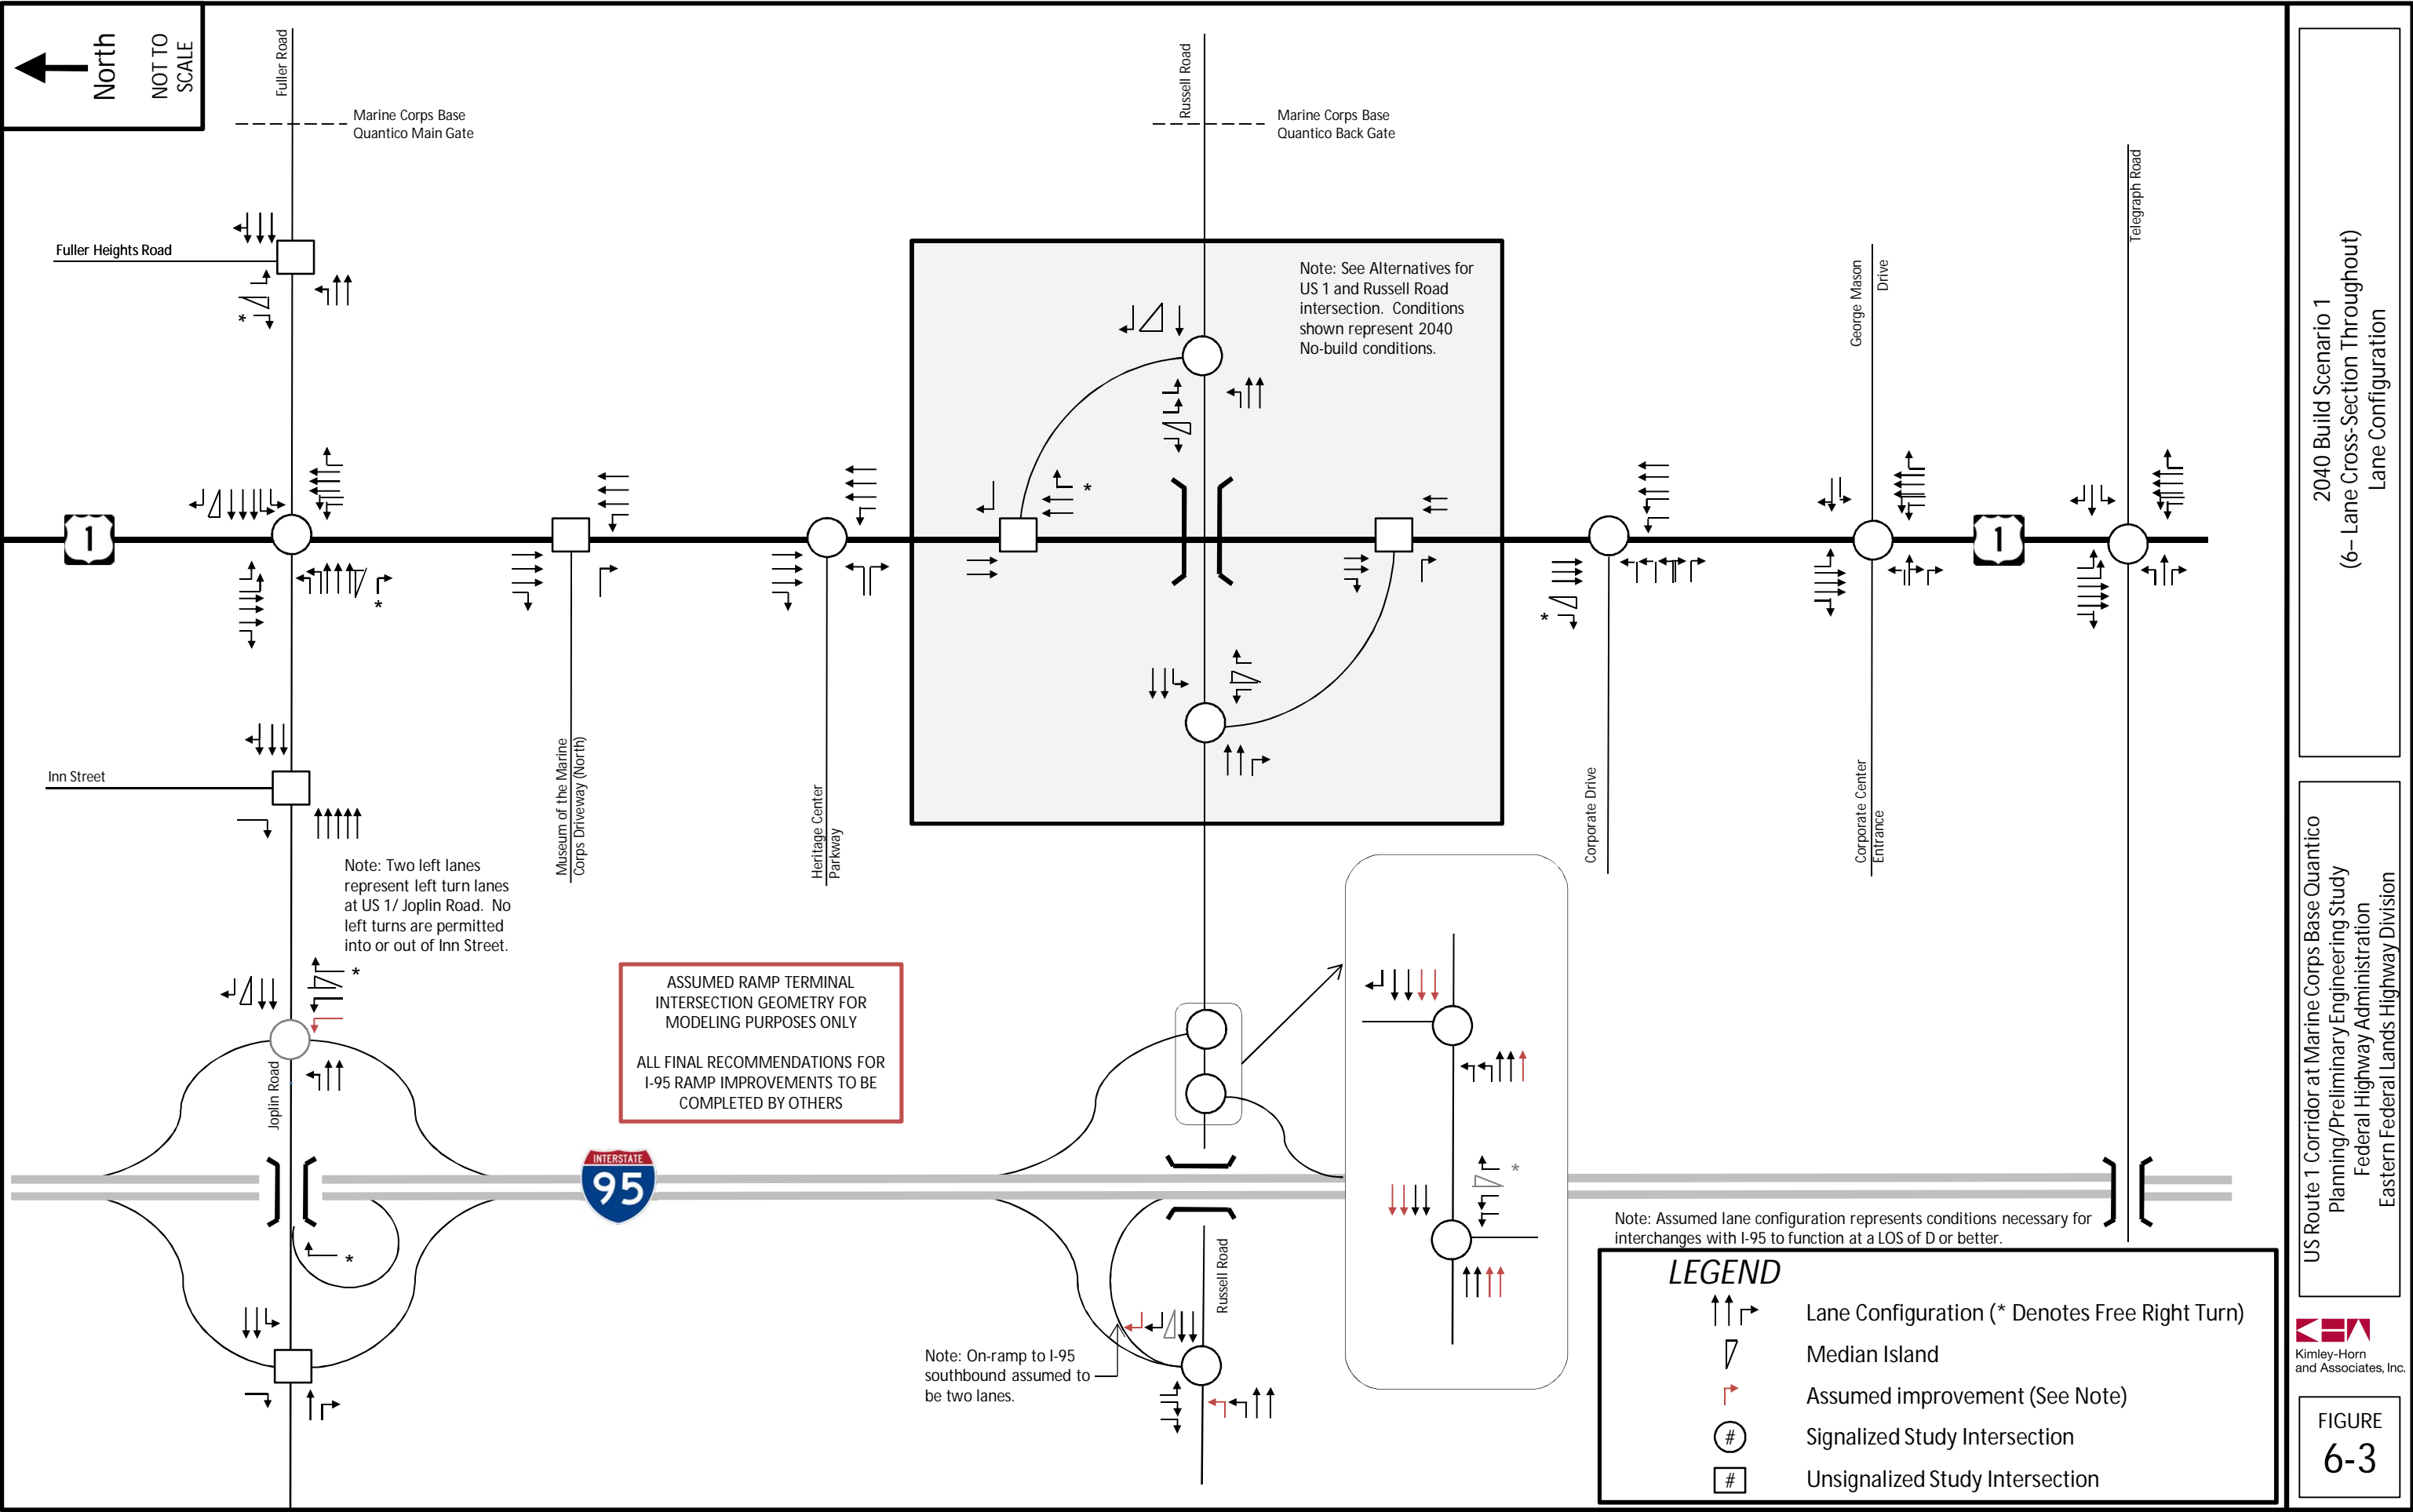 North
NOT TO
SCALE
Fuller Road
Marine Corps Base
Quantico Main Gate
Fuller Heights Road
*
Russell Road
Marine Corps Base
Quantico Back Gate
Note: See Alternatives for
US 1 and Russell Road
intersection. Conditions
shown represent 2040
No-build conditions.
George Mason
Drive
Telegraph Road
1
*
*
*
1
Inn Street
Note: Two left lanes
represent left turn lanes
at US 1/ Joplin Road. No
left turns are permitted
into or out of Inn Street.
Museum of the Marine
Corps Driveway (North)
Heritage Center
Parkway
Corporate Drive
Corporate Center
Entrance
*
Joplin Road
ASSUMED RAMP TERMINAL
INTERSECTION GEOMETRY FOR
MODELING PURPOSES ONLY
ALL FINAL RECOMMENDATIONS FOR
I-95 RAMP IMPROVEMENTS TO BE
COMPLETED BY OTHERS
INTERSTATE
95
*
*
Russell Road
Note: On-ramp to I-95
southbound assumed to
be two lanes.
Note: Assumed lane configuration represents conditions necessary for
interchanges with I-95 to function at a LOS of D or better.
LEGEND
Lane Configuration (* Denotes Free Right Turn)
Median Island
Assumed improvement (See Note)
# Signalized Study Intersection
# Unsignalized Study Intersection
2040 Build Scenario 1
(6– Lane Cross-Section Throughout)
Lane Configuration
US Route 1 Corridor at Marine Corps Base Quantico
Planning/Preliminary Engineering Study
Federal Highway Administration
Eastern Federal Lands Highway Division
Kimley-Horn
and Associates, Inc.
FIGURE
6-3